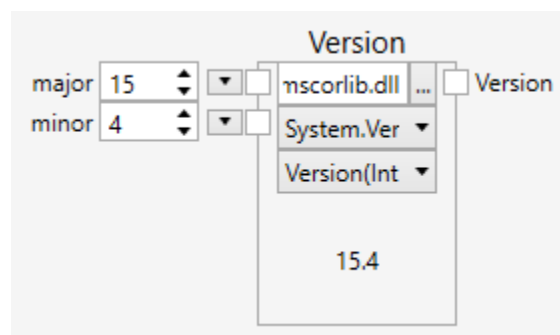 Version
major 15 mscorlib.dll ... Version
minor 4 System.Ver
Version(Int
15.4